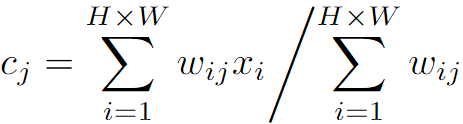 $c_j = \sum_{i=1}^{H \times W} w_{ij} x_i \Big/ \sum_{i=1}^{H \times W} w_{ij}$